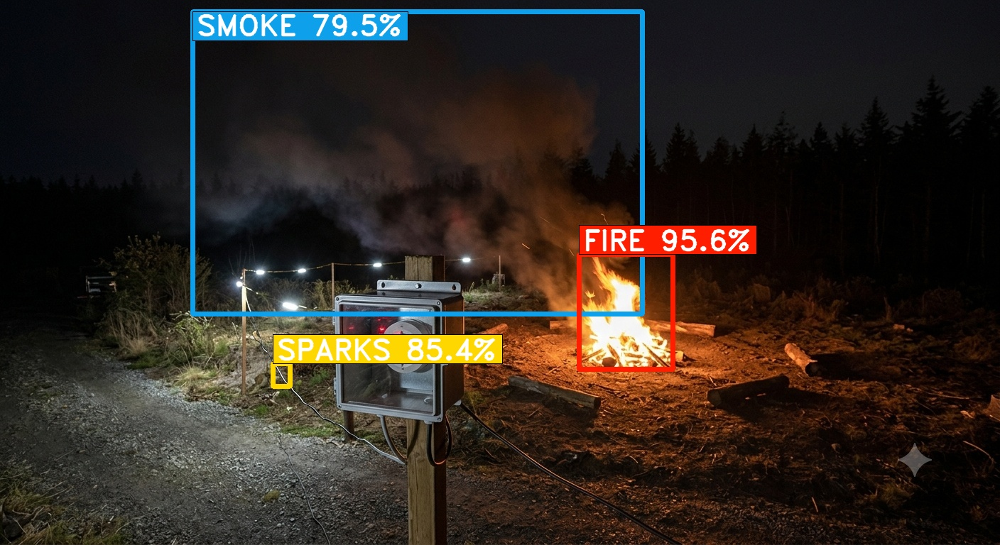 SMOKE 79.5%
FIRE 95.6%
SPARKS 85.4%